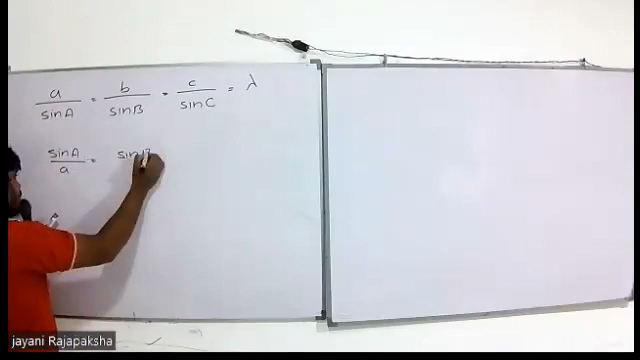 a/sinA = b/sinB = c/sinC = λ
sinA/a = sinB
jayani Rajapaksha